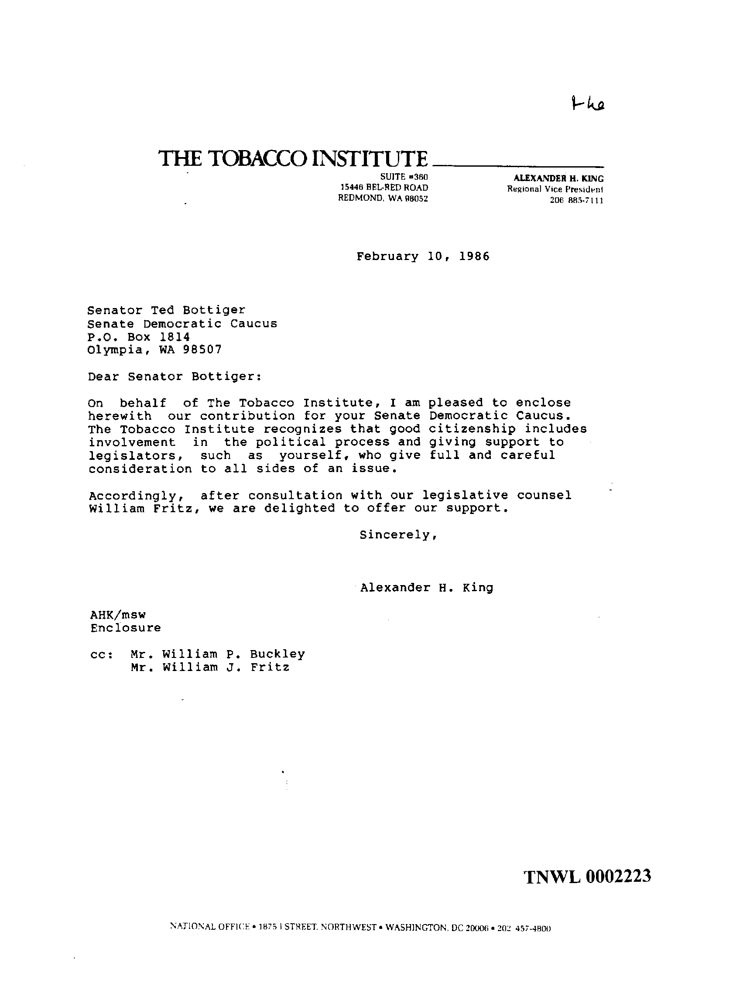 the
THE TOBACCO INSTITUTE
SUITE #360
15446 BEL-RED ROAD
REDMOND, WA 98052
ALEXANDER H. KING
Regional Vice President
206 885-7111
February 10, 1986
Senator Ted Bottiger
Senate Democratic Caucus
P.O. Box 1814
Olympia, WA 98507
Dear Senator Bottiger:
On behalf of The Tobacco Institute, I am pleased to enclose
herewith our contribution for your Senate Democratic Caucus.
The Tobacco Institute recognizes that good citizenship includes
involvement in the political process and giving support to
legislators, such as yourself, who give full and careful
consideration to all sides of an issue.
Accordingly, after consultation with our legislative counsel
William Fritz, we are delighted to offer our support.
Sincerely,
Alexander H. King
AHK/msw
Enclosure
cc: Mr. William P. Buckley
Mr. William J. Fritz
TNWL 0002223
NATIONAL OFFICE • 1875 I STREET, NORTHWEST • WASHINGTON, DC 20006 • 202 457-4800